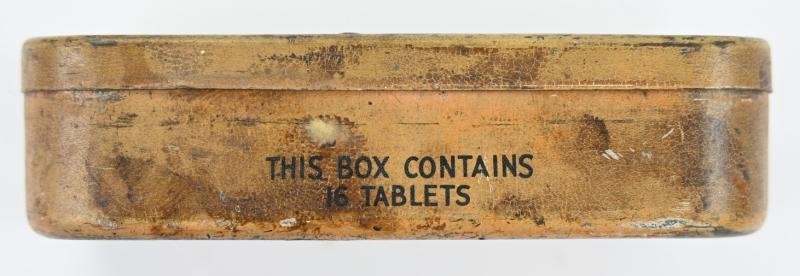 THIS BOX CONTAINS
16 TABLETS